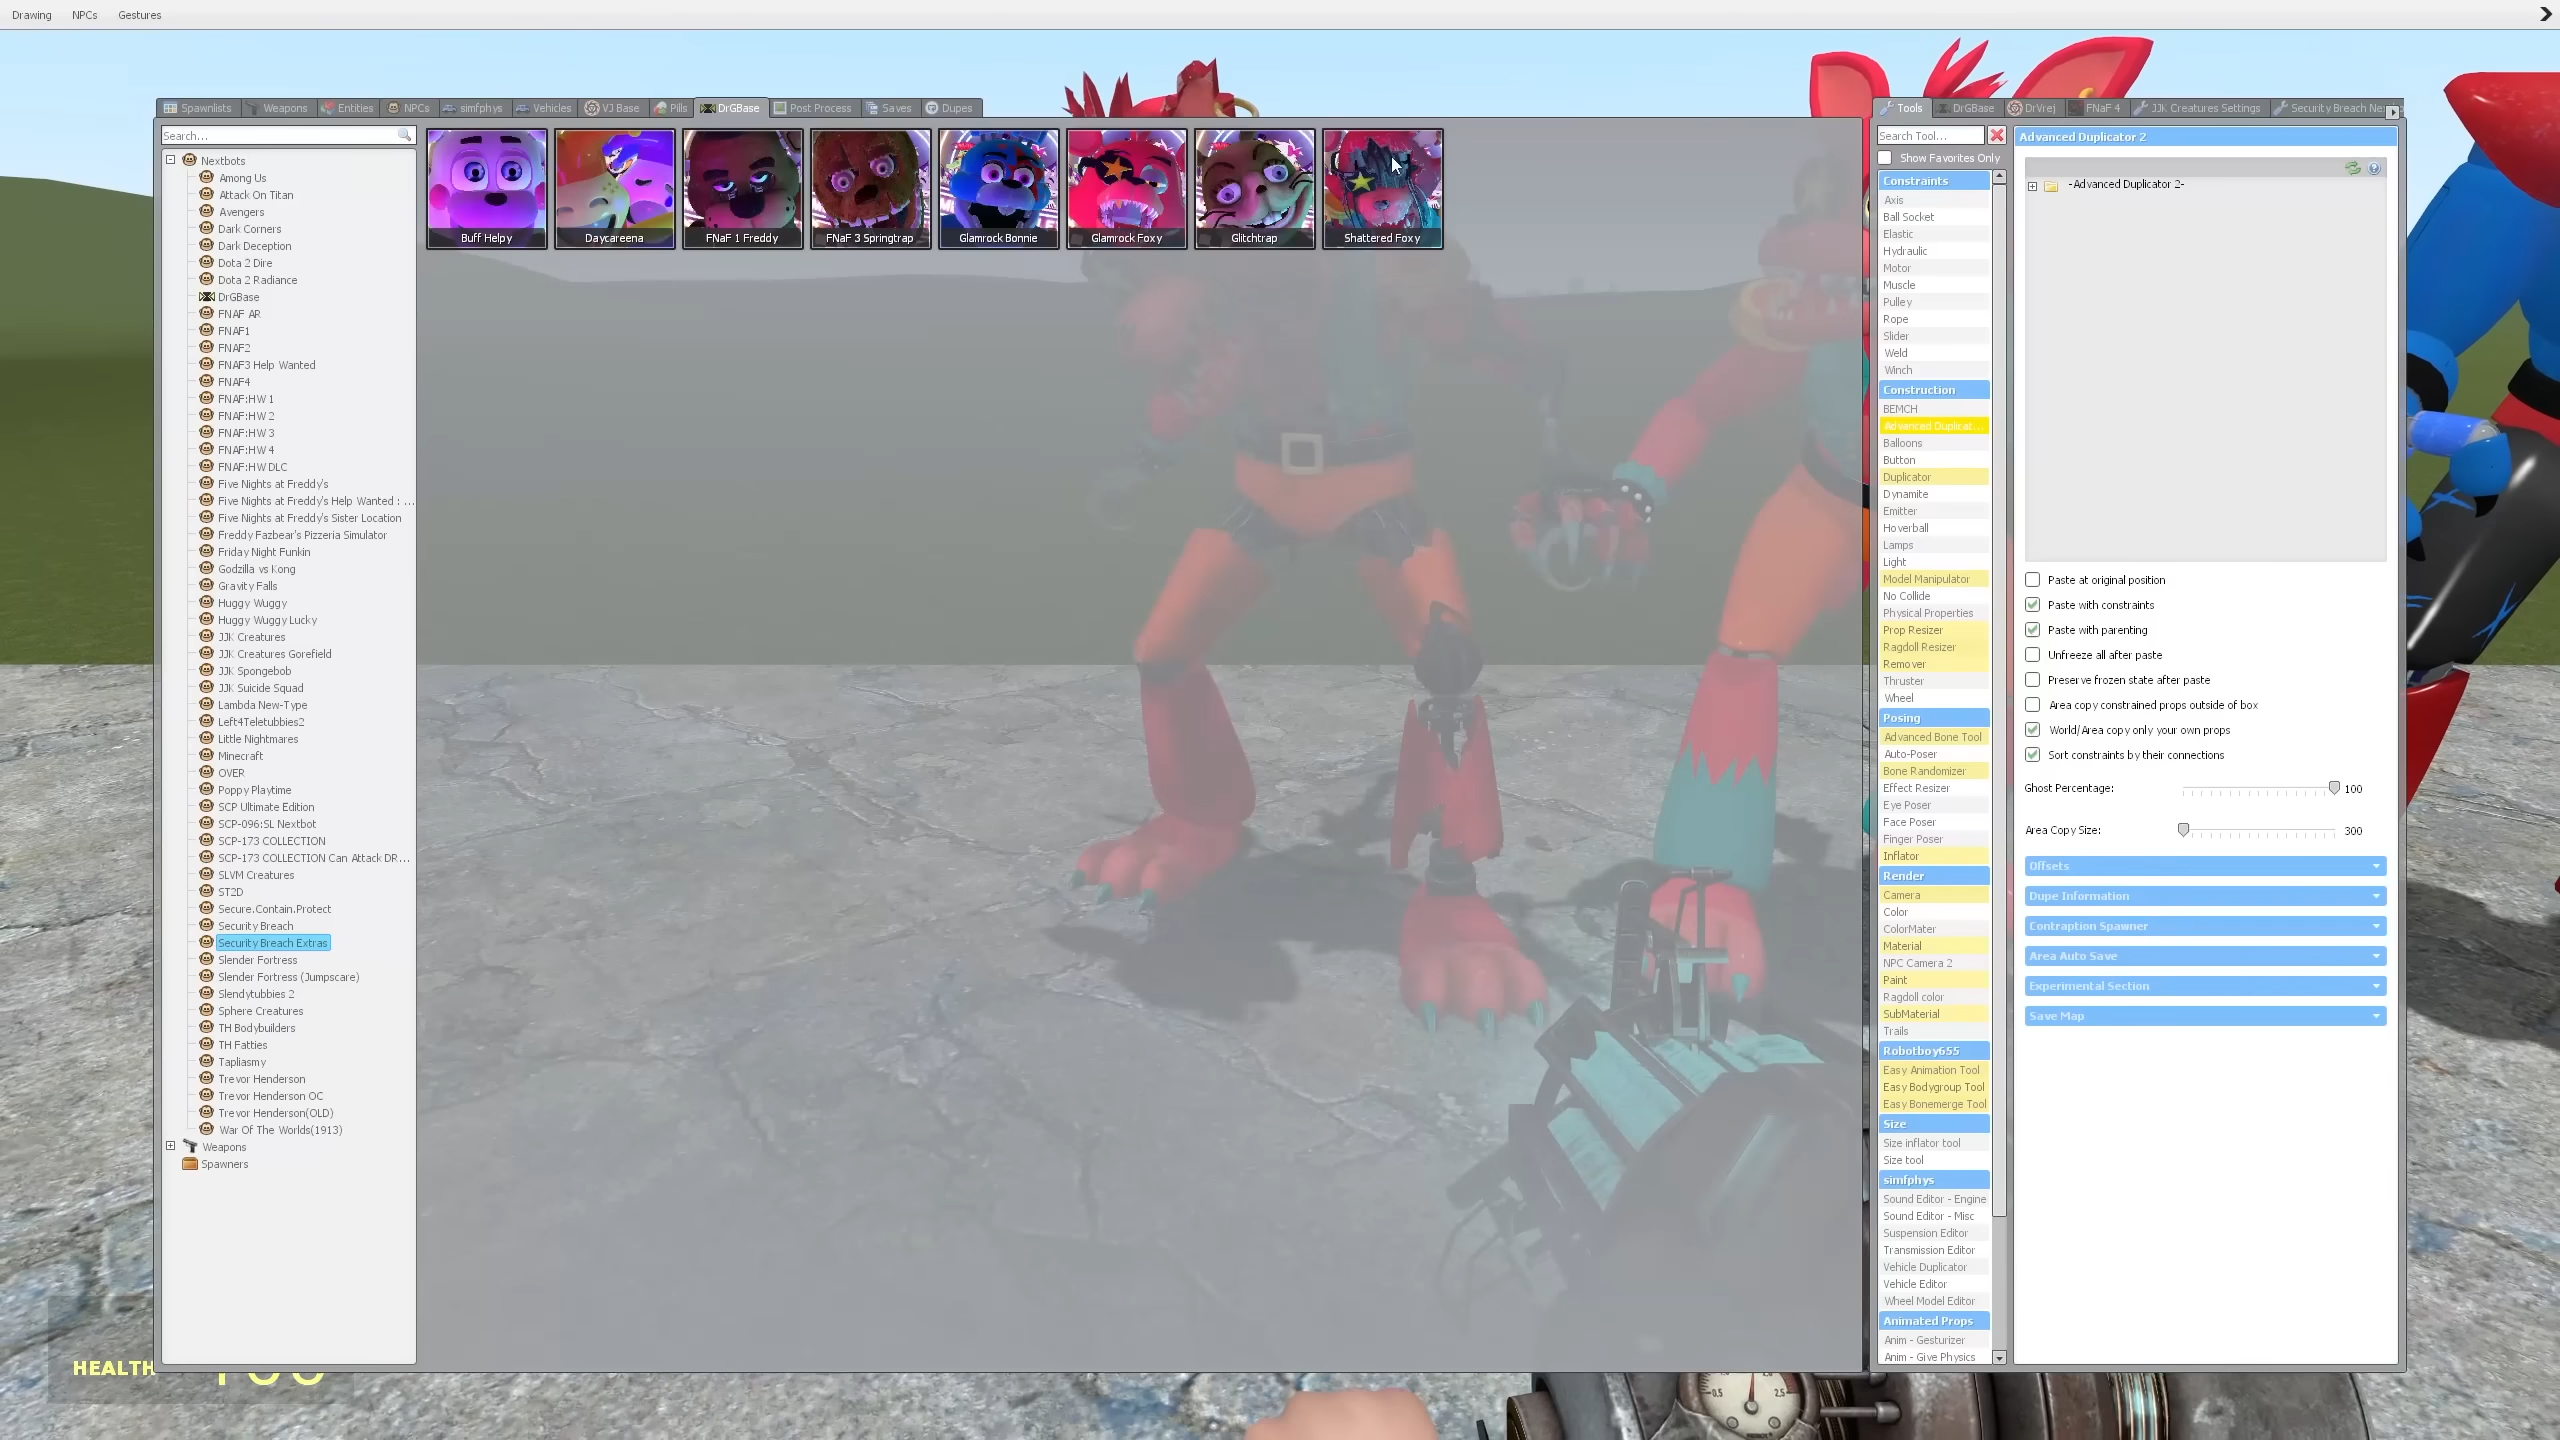 Drawing NPCs Gestures
Spawnlists Weapons Entities NPCs simfphys Vehicles VJ Base Pills DrGBase Post Process Saves Dupes
Search...
Nextbots
Among Us
Attack On Titan
Avengers
Dark Corners
Dark Deception
Dota 2 Dire
Dota 2 Radiance
DrGBase
FNAF AR
FNAF1
FNAF2
FNAF3 Help Wanted
FNAF4
FNAF:HW 1
FNAF:HW 2
FNAF:HW 3
FNAF:HW 4
FNAF:HW DLC
Five Nights at Freddy's
Five Nights at Freddy's Help Wanted : ...
Five Nights at Freddy's Sister Location
Freddy Fazbear's Pizzeria Simulator
Friday Night Funkin
Godzilla vs Kong
Gravity Falls
Huggy Wuggy
Huggy Wuggy Lucky
JJK Creatures
JJK Creatures Gorefield
JJK Spongebob
JJK Suicide Squad
Lambda New-Type
Left4Teletubbies2
Little Nightmares
Minecraft
OVER
Poppy Playtime
SCP Ultimate Edition
SCP-096:SL Nextbot
SCP-173 COLLECTION
SCP-173 COLLECTION Can Attack DR...
SLVM Creatures
ST2D
Secure.Contain.Protect
Security Breach
Security Breach Extras
Slender Fortress
Slender Fortress (Jumpscare)
Slendytubbies 2
Sphere Creatures
TH Bodybuilders
TH Fatties
Tapliasmy
Trevor Henderson
Trevor Henderson OC
Trevor Henderson(OLD)
War Of The Worlds(1913)
Weapons
Spawners
Buff Helpy Daycareena FNaF 1 Freddy FNaF 3 Springtrap Glamrock Bonnie Glamrock Foxy Glitchtrap Shattered Foxy
Tools DrGBase DrVrej FNaF 4 JJK Creatures Settings Security Breach
Search Tool...
Show Favorites Only
Constraints
Axis
Ball Socket
Elastic
Hydraulic
Motor
Muscle
Pulley
Rope
Slider
Weld
Winch
Construction
BEMCH
Advanced Duplicat...
Balloons
Button
Duplicator
Dynamite
Emitter
Hoverball
Lamps
Light
Model Manipulator
No Collide
Physical Properties
Prop Resizer
Ragdoll Resizer
Remover
Thruster
Wheel
Posing
Advanced Bone Tool
Auto-Poser
Bone Randomizer
Effect Resizer
Eye Poser
Face Poser
Finger Poser
Inflator
Render
Camera
Color
ColorMater
Material
NPC Camera 2
Paint
Ragdoll color
SubMaterial
Trails
Robotboy655
Easy Animation Tool
Easy Bodygroup Tool
Easy Bonemerge Tool
Size
Size inflator tool
Size tool
simfphys
Sound Editor - Engine
Sound Editor - Misc
Suspension Editor
Transmission Editor
Vehicle Duplicator
Vehicle Editor
Wheel Model Editor
Animated Props
Anim - Gesturizer
Anim - Give Physics
Advanced Duplicator 2
-Advanced Duplicator 2-
Paste at original position
Paste with constraints
Paste with parenting
Unfreeze all after paste
Preserve frozen state after paste
Area copy constrained props outside of box
World/Area copy only your own props
Sort constraints by their connections
Ghost Percentage: 100
Area Copy Size: 300
Offsets
Dupe Information
Contraption Spawner
Area Auto Save
Experimental Section
Save Map
HEALTH